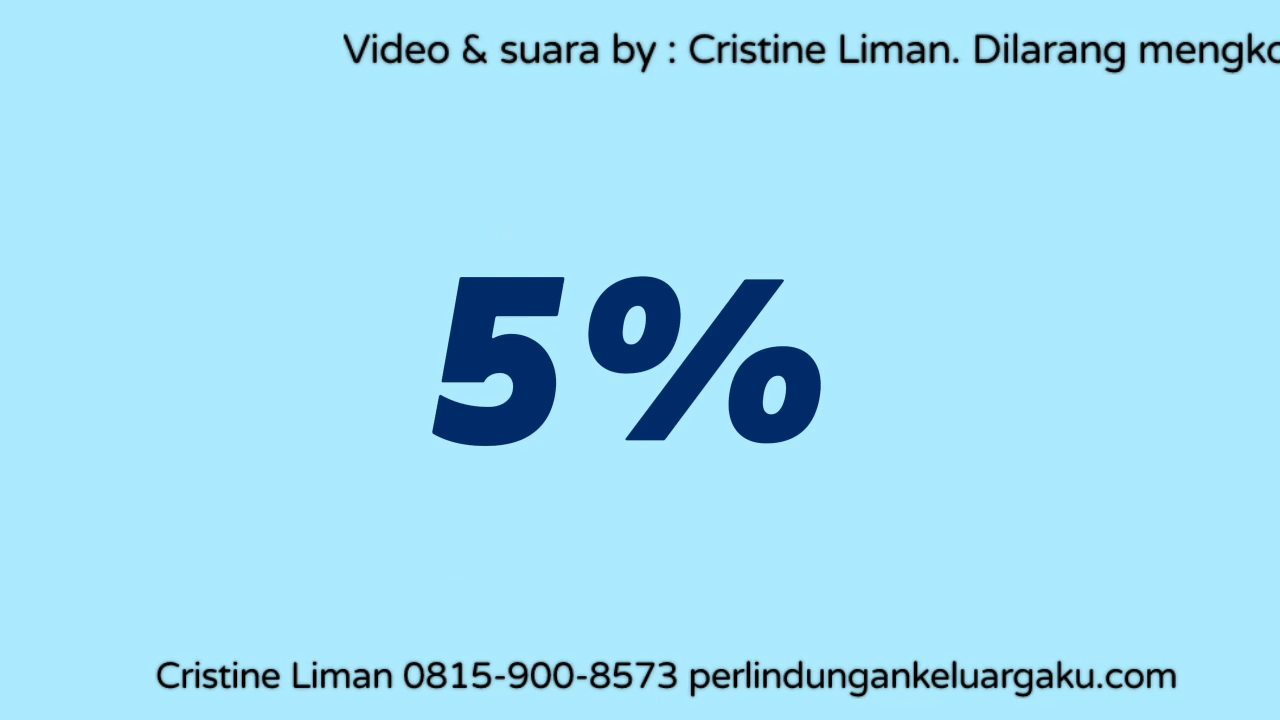 Video & suara by : Cristine Liman. Dilarang
5%
Cristine Liman 0815-900-8573 perlindungankeluargaku.com